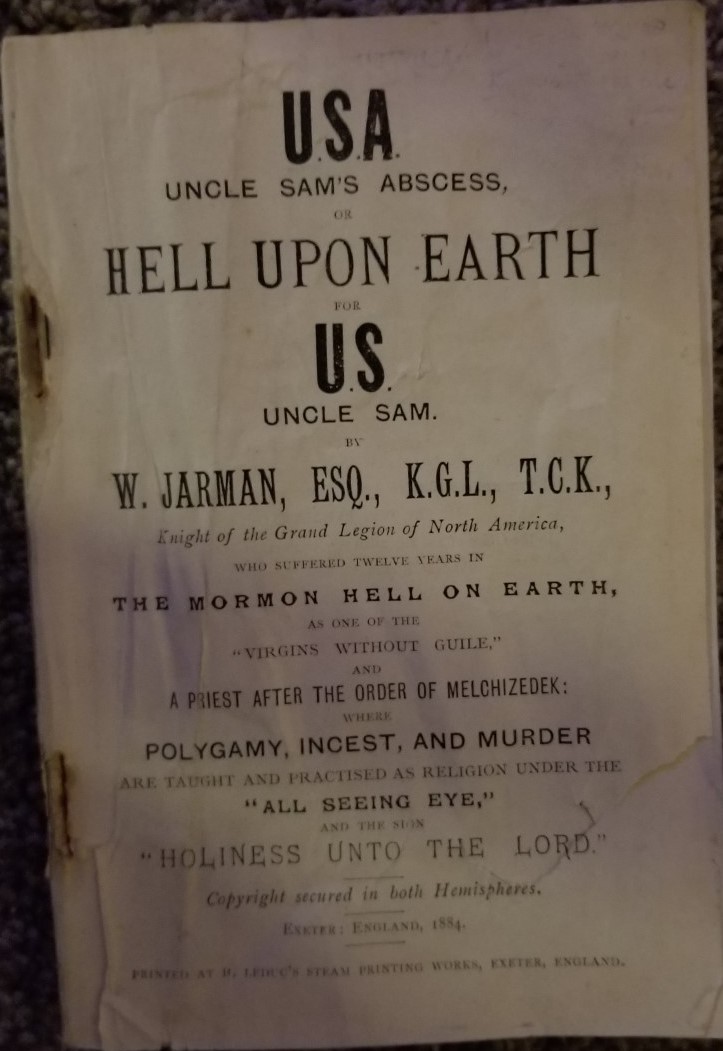 U.S.A.
UNCLE SAM'S ABSCESS,
OR
HELL UPON EARTH
FOR
U.S.
UNCLE SAM.
BY
W. JARMAN, ESQ., K.G.L., T.C.K.,
Knight of the Grand Legion of North America,
WHO SUFFERED TWELVE YEARS IN
THE MORMON HELL ON EARTH,
AS ONE OF THE
"VIRGINS WITHOUT GUILE,"
AND
A PRIEST AFTER THE ORDER OF MELCHIZEDEK:
WHERE
POLYGAMY, INCEST, AND MURDER
ARE TAUGHT AND PRACTISED AS RELIGION UNDER THE
"ALL SEEING EYE,"
AND THE SIGN
"HOLINESS UNTO THE LORD."
Copyright secured in both Hemispheres.
EXETER: ENGLAND, 1884.
PRINTED AT H. LEDUC'S STEAM PRINTING WORKS, EXETER, ENGLAND.